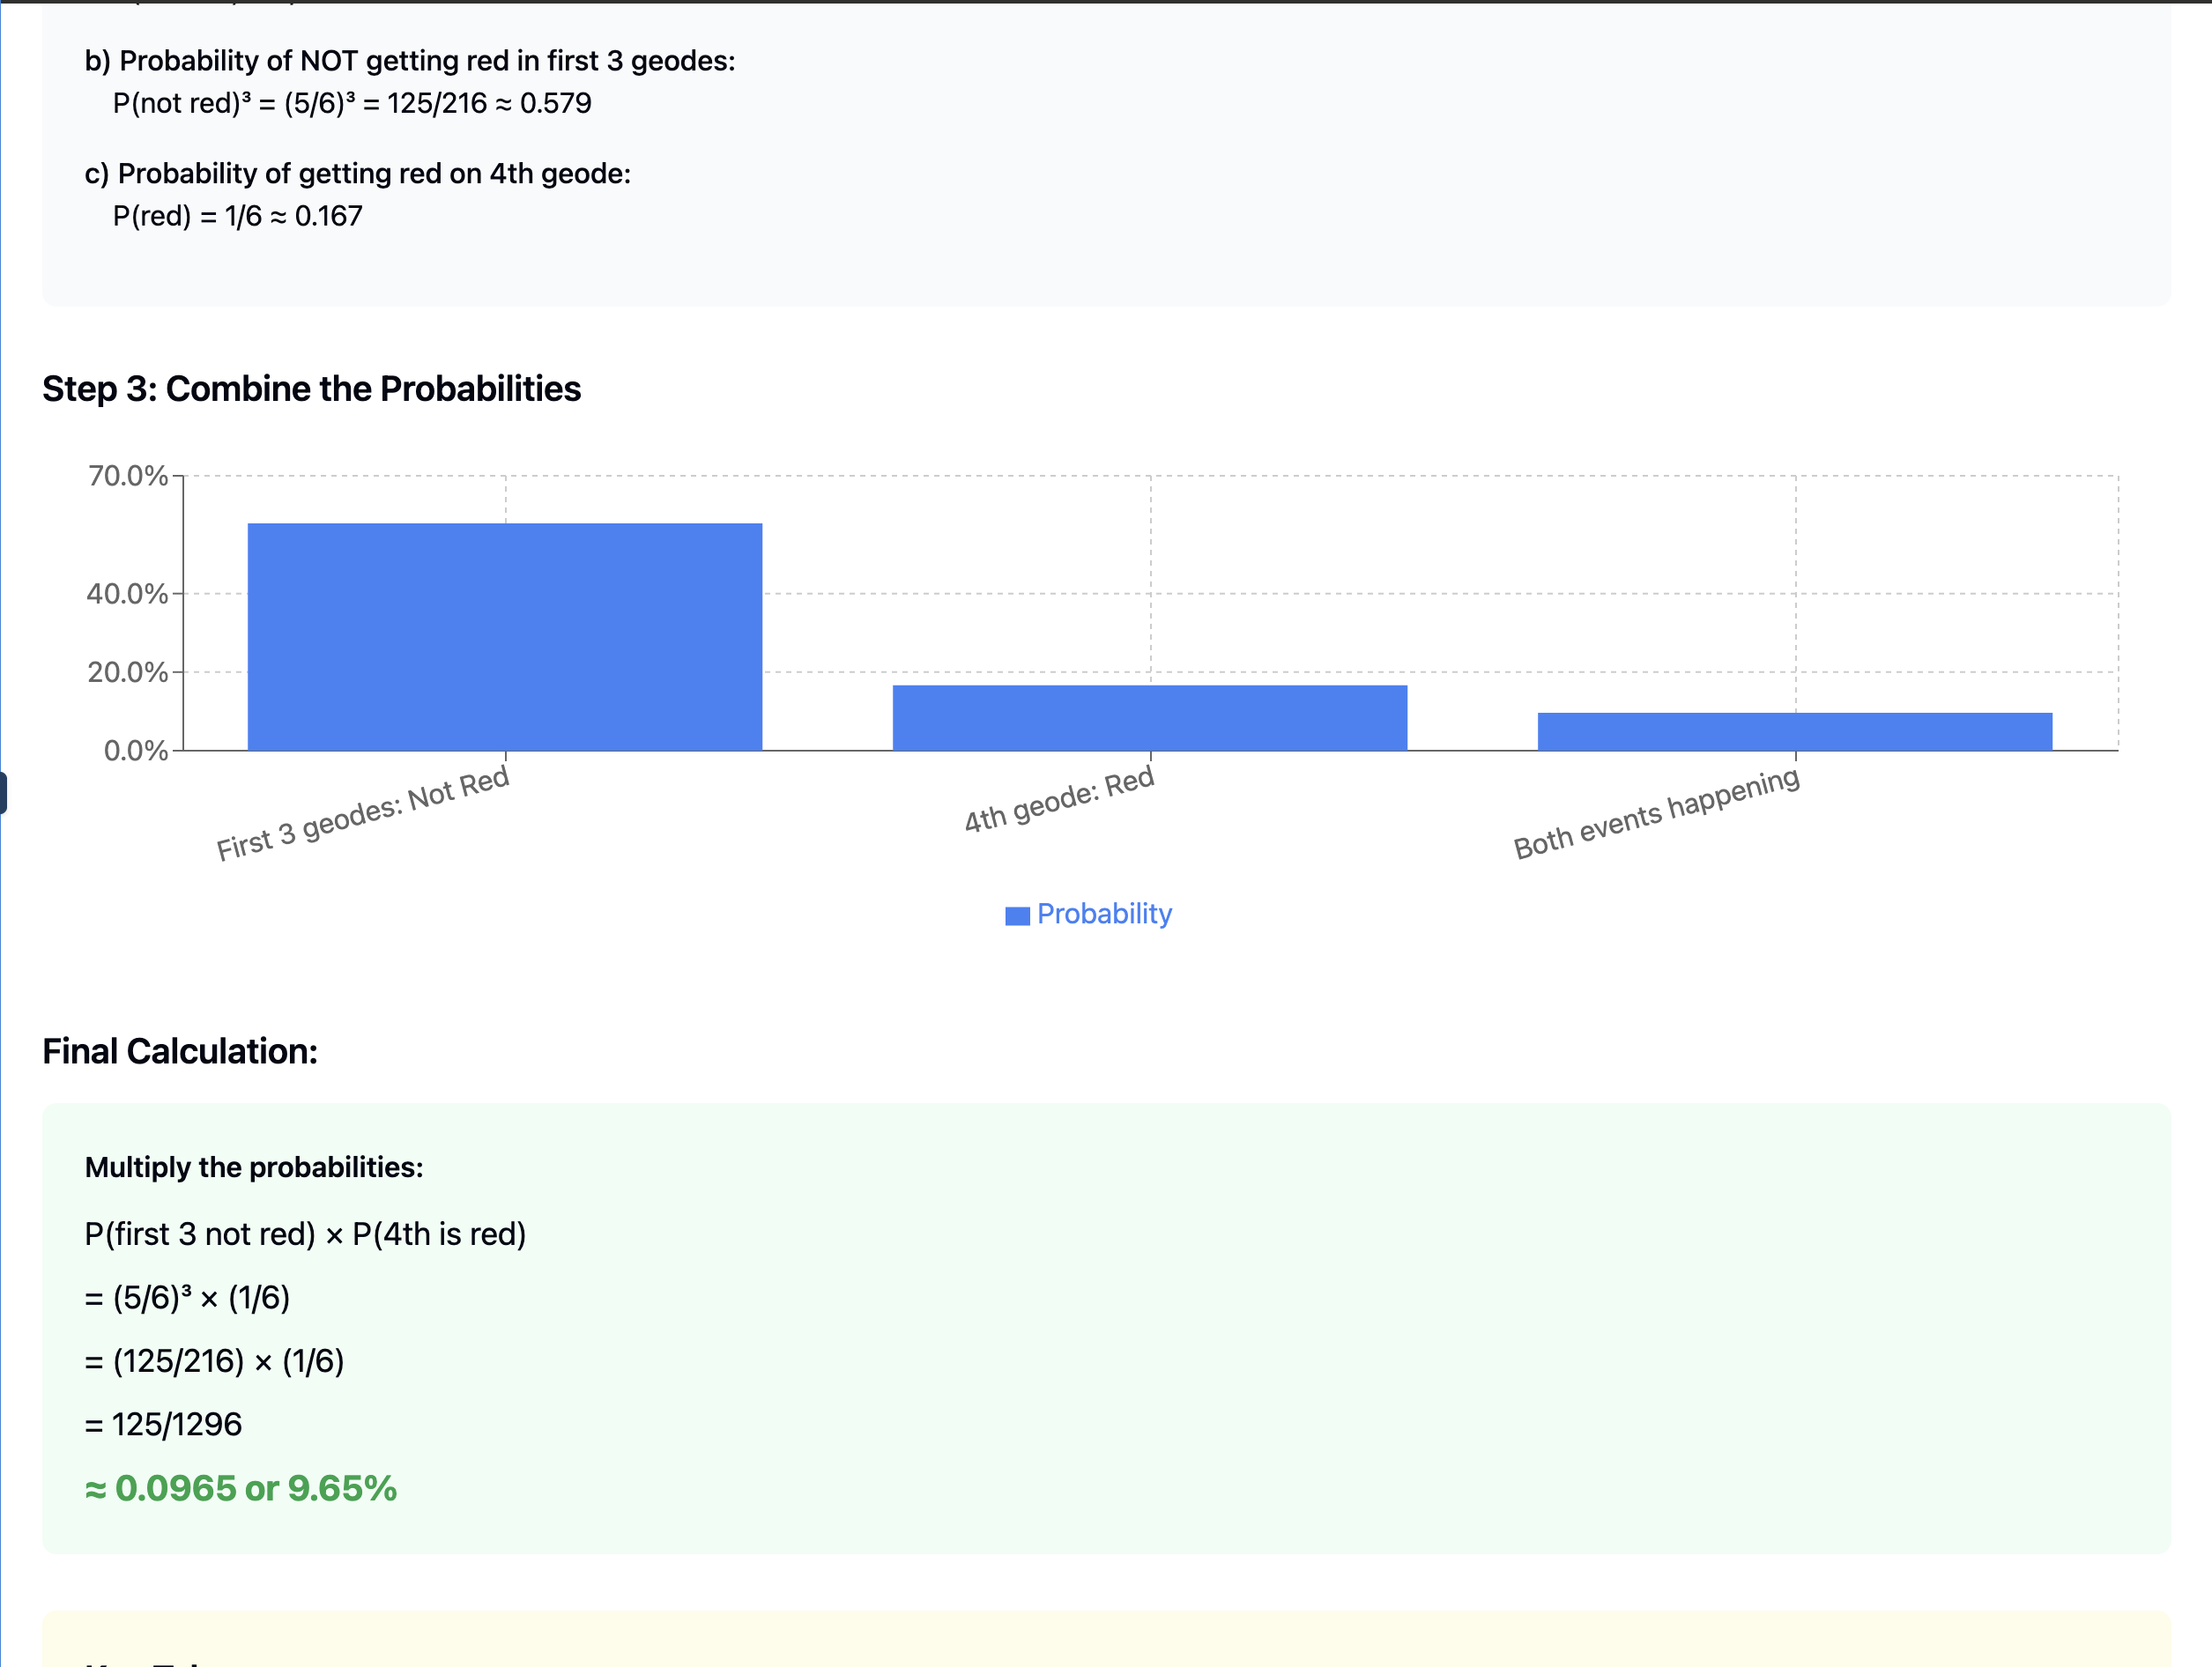 b) Probability of NOT getting red in first 3 geodes:
P(not red)³ = (5/6)³ = 125/216 ≈ 0.579
c) Probability of getting red on 4th geode:
P(red) = 1/6 ≈ 0.167
Step 3: Combine the Probabilities
70.0%
40.0%
20.0%
0.0%
First 3 geodes: Not Red
4th geode: Red
Both events happening
Probability
Final Calculation:
Multiply the probabilities:
P(first 3 not red) × P(4th is red)
= (5/6)³ × (1/6)
= (125/216) × (1/6)
= 125/1296
≈ 0.0965 or 9.65%